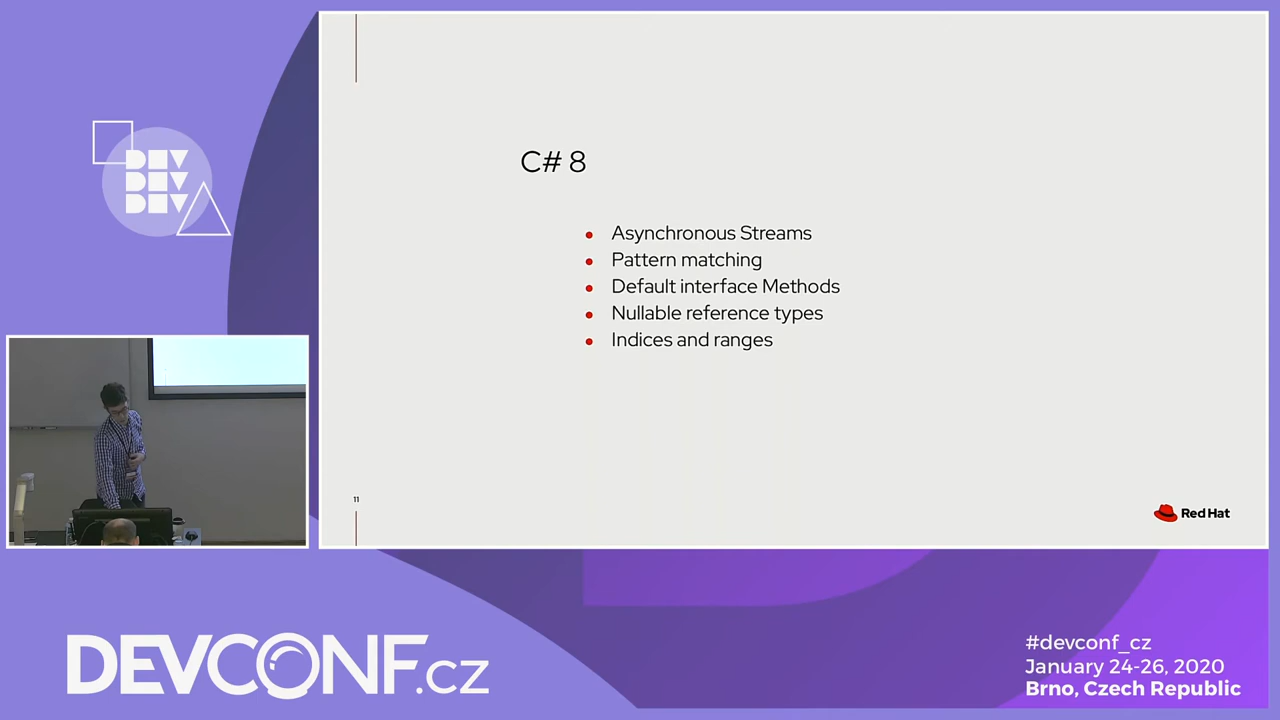 DEV
DEV
DEV
C# 8
Asynchronous Streams
Pattern matching
Default interface Methods
Nullable reference types
Indices and ranges
11
Red Hat
DEVCONF.cz
#devconf_cz
January 24-26, 2020
Brno, Czech Republic